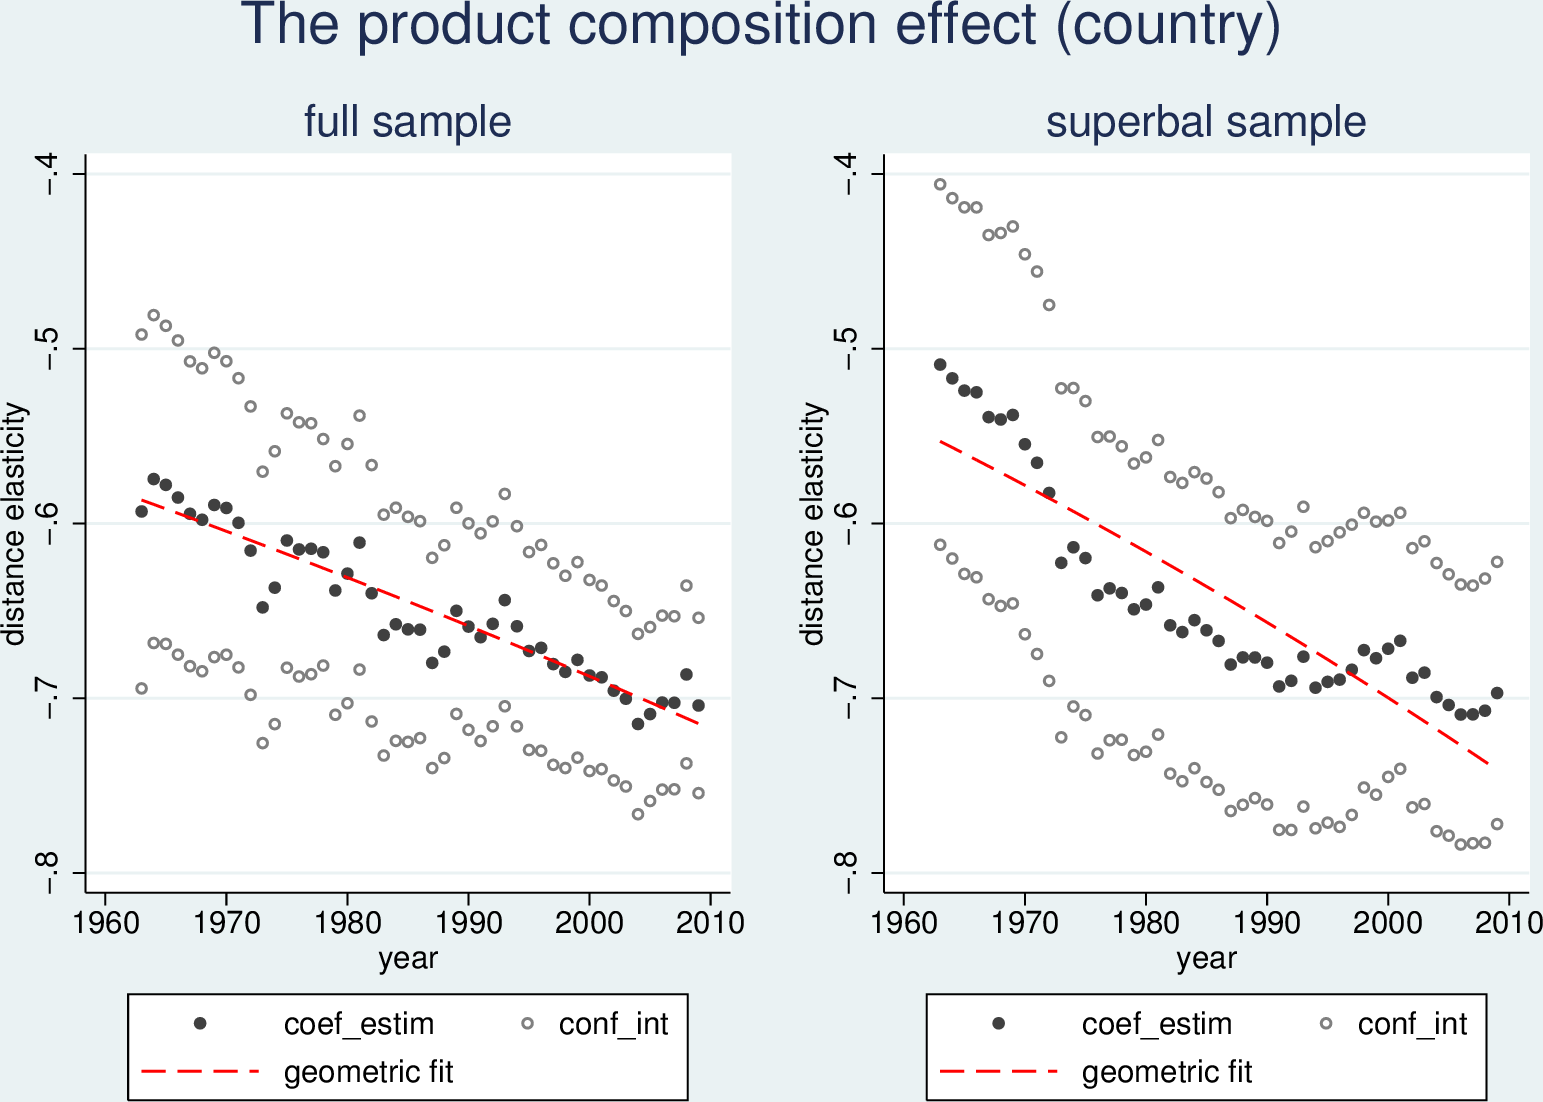 The product composition effect (country)
full sample
superbal sample
distance elasticity
−.4
−.5
−.6
−.7
−.8
1960 1970 1980 1990 2000 2010
year
coef_estim conf_int
geometric fit
distance elasticity
−.4
−.5
−.6
−.7
−.8
1960 1970 1980 1990 2000 2010
year
coef_estim conf_int
geometric fit